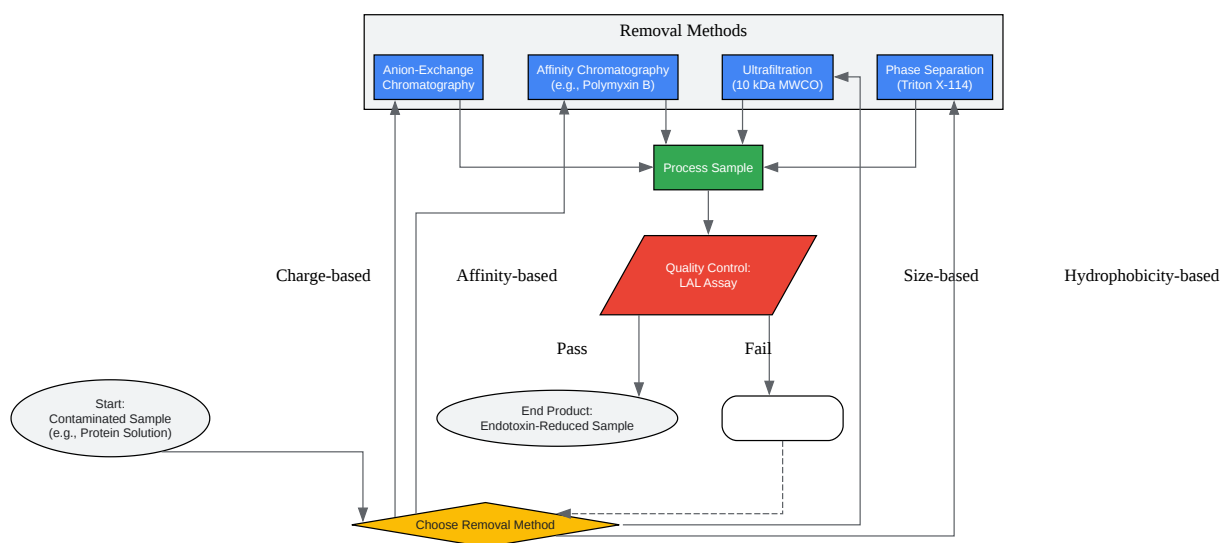 Removal Methods
Anion-Exchange
Chromatography
Affinity Chromatography
(e.g., Polymyxin B)
Ultrafiltration
(10 kDa MWCO)
Phase Separation
(Triton X-114)
Process Sample
Quality Control:
LAL Assay
Charge-based
Affinity-based
Size-based
Hydrophobicity-based
Pass
Fail
Start:
Contaminated Sample
(e.g., Protein Solution)
End Product:
Endotoxin-Reduced Sample
Choose Removal Method